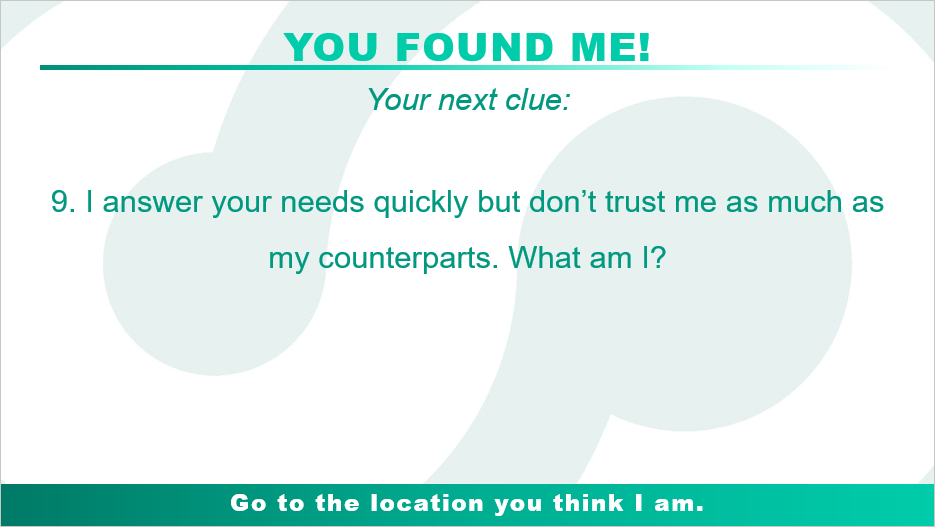 YOU FOUND ME!
Your next clue:
9. I answer your needs quickly but don’t trust me as much as
my counterparts. What am I?
Go to the location you think I am.